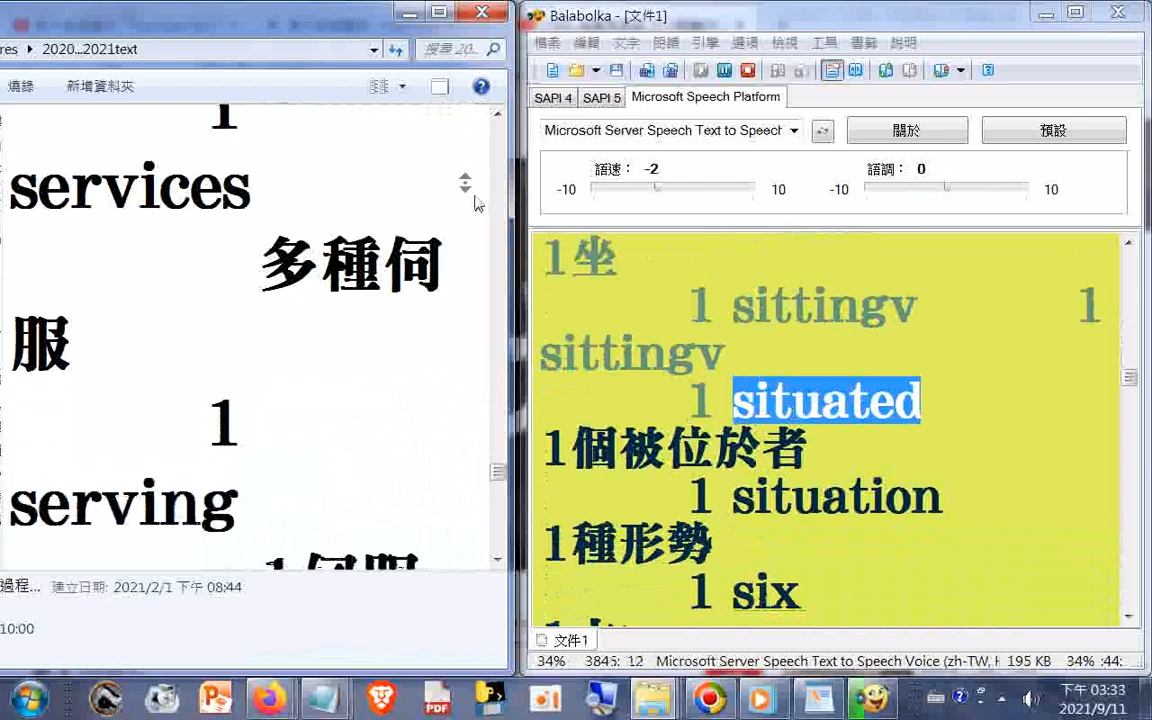 res ▸ 2020...2021text
搜尋 20...
燒錄 新增資料夾
1
services
多種伺
服
1
serving
1伺服
過程... 建立日期: 2021/2/1 下午 08:44
10:00
Balabolka - [文件1]
檔案 編輯 文字 閱讀 引擎 選項 檢視 工具 書籤 說明
SAPI 4 SAPI 5 Microsoft Speech Platform
Microsoft Server Speech Text to Speech
關於 預設
語速： -2 語調： 0
-10 10 -10 10
1坐
1 sittingv 1
sittingv
1 situated
1個被位於者
1 situation
1種形勢
1 six
文件1
34% 3845: 12 Microsoft Server Speech Text to Speech Voice (zh-TW, H 195 KB 34% :44:
PDF
下午 03:33
2021/9/11